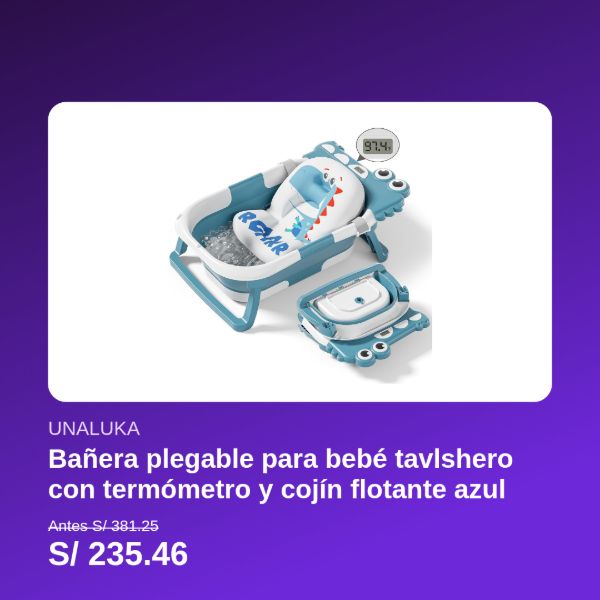 97.4
ROAR
UNALUKA
Bañera plegable para bebé tavlshero
con termómetro y cojín flotante azul
Antes S/ 381.25
S/ 235.46